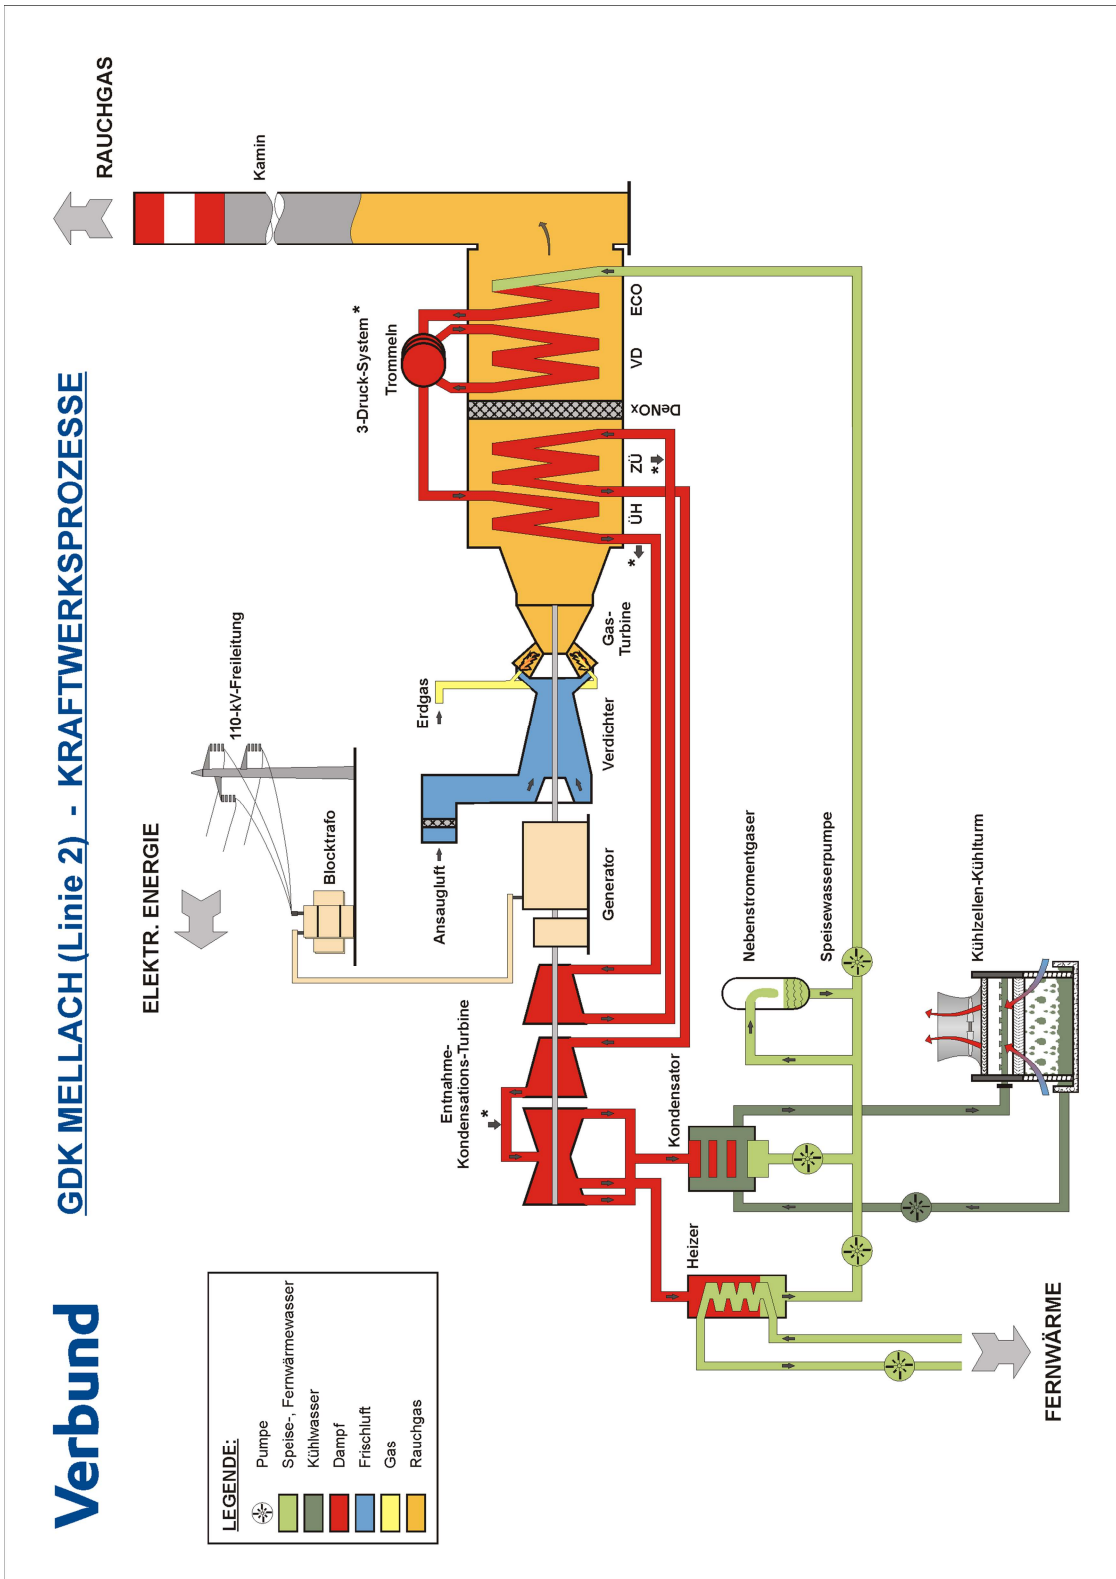 Verbund
GDK MELLACH (Linie 2) - KRAFTWERKSPROZESSE
LEGENDE:
Pumpe
Speise-, Fernwärmewasser
Kühlwasser
Dampf
Frischluft
Gas
Rauchgas
ELEKTR. ENERGIE
RAUCHGAS
Blocktrafo
110-kV-Freileitung
Kamin
3-Druck-System *
Trommeln
Ansaugluft
Erdgas
Entnahme-
Kondensations-Turbine
*
Generator
Verdichter
Gas-
Turbine
*
ÜH
*
ZÜ
DeNOx
VD
ECO
Heizer
Kondensator
Nebenstromentgaser
Speisewasserpumpe
Kühlzellen-Kühlturm
FERNWÄRME